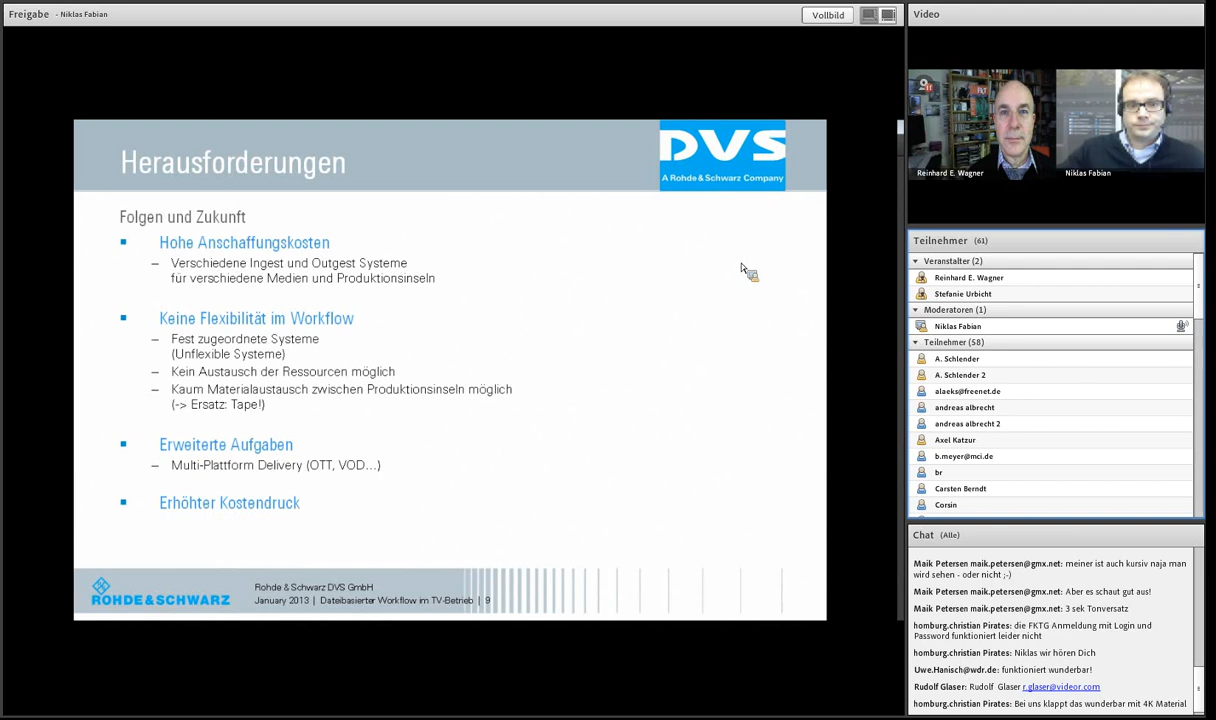 Freigabe - Niklas Fabian
Vollbild
Herausforderungen
DVS
A Rohde & Schwarz Company
Folgen und Zukunft
Hohe Anschaffungskosten
– Verschiedene Ingest und Outgest Systeme
für verschiedene Medien und Produktionsinseln
Keine Flexibilität im Workflow
– Fest zugeordnete Systeme
(Unflexible Systeme)
– Kein Austausch der Ressourcen möglich
– Kaum Materialaustausch zwischen Produktionsinseln möglich
(-> Ersatz: Tape!)
Erweiterte Aufgaben
– Multi-Plattform Delivery (OTT, VOD...)
Erhöhter Kostendruck
ROHDE & SCHWARZ
Rohde & Schwarz DVS GmbH
January 2013 | Dateibasierter Workflow im TV-Betrieb | 9
Video
Reinhard E. Wagner
Niklas Fabian
Teilnehmer (61)
Veranstalter (2)
Reinhard E. Wagner
Stefanie Urbicht
Moderatoren (1)
Niklas Fabian
Teilnehmer (58)
A. Schlender
A. Schlender 2
alaeks@freenet.de
andreas albrecht
andreas albrecht 2
Axel Katzur
b.meyer@mci.de
br
Carsten Berndt
Corsin
Chat (Alle)
Maik Petersen maik.petersen@gmx.net: meiner ist auch kursiv naja man
wird sehen - oder nicht ;-)
Maik Petersen maik.petersen@gmx.net: Aber es schaut gut aus!
Maik Petersen maik.petersen@gmx.net: 3 sek Tonversatz
homburg.christian Pirates: die FKTG Anmeldung mit Login und
Password funktioniert leider nicht
homburg.christian Pirates: Niklas wir hören Dich
Uwe.Hanisch@wdr.de: funktioniert wunderbar!
Rudolf Glaser: Rudolf Glaser r.glaser@videor.com
homburg.christian Pirates: Bei uns klappt das wunderbar mit 4K Material